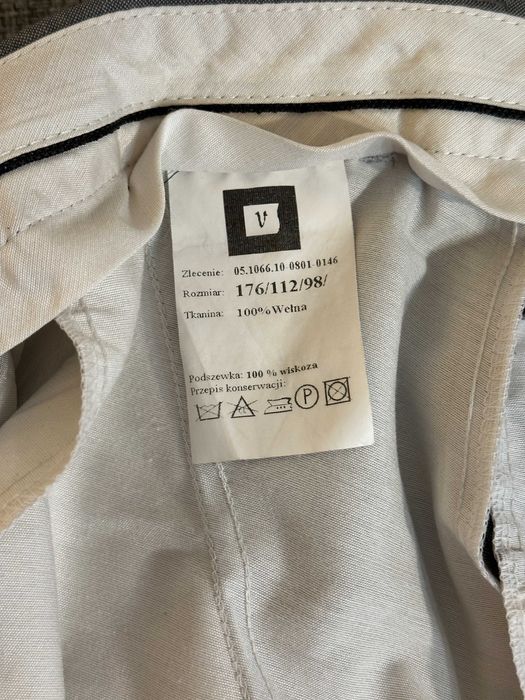 V
Zlecenie: 05.1066.10-0801-0146
Rozmiar: 176/112/98/
Tkanina: 100%Wełna
Podszewka: 100 % wiskoza
Przepis konserwacji:
P